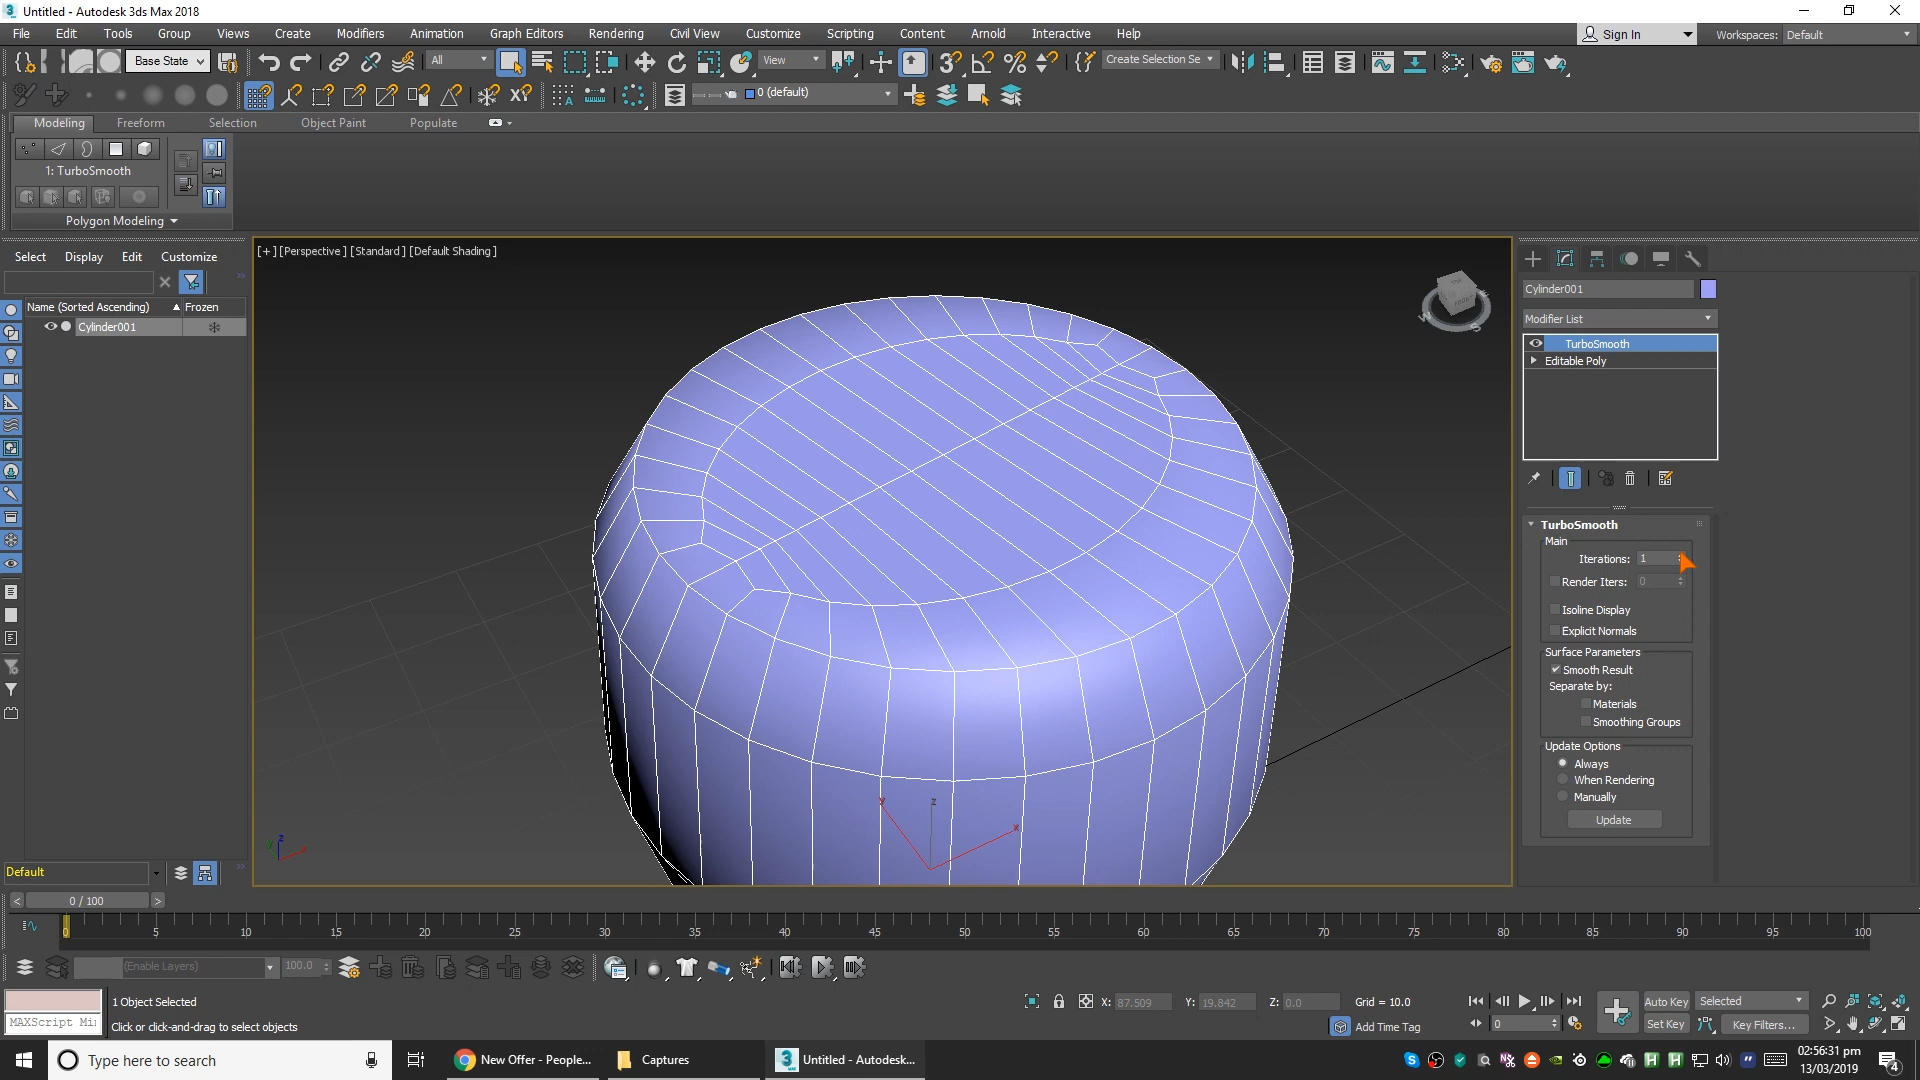 Untitled - Autodesk 3ds Max 2018
File Edit Tools Group Views Create Modifiers Animation Graph Editors Rendering Civil View Customize Scripting Content Arnold Interactive Help
Sign In
Workspaces: Default
Base State
All
View
Create Selection Se
0 (default)
Modeling Freeform Selection Object Paint Populate
1: TurboSmooth
Polygon Modeling
Select Display Edit Customize
Name (Sorted Ascending) Frozen
Cylinder001
[+] [Perspective] [Standard] [Default Shading]
Cylinder001
Modifier List
TurboSmooth
Editable Poly
TurboSmooth
Main
Iterations: 1
Render Iters: 0
Isoline Display
Explicit Normals
Surface Parameters
Smooth Result
Separate by:
Materials
Smoothing Groups
Update Options
Always
When Rendering
Manually
Update
y z x
z
Default
0 / 100
0 5 10 15 20 25 30 35 40 45 50 55 60 65 70 75 80 85 90 95 100
(Enable Layers) 100.0
1 Object Selected
X: 87.509 Y: 19.842 Z: 0.0 Grid = 10.0
Auto Key Selected
MAXScript Mi
Click or click-and-drag to select objects
Add Time Tag
0
Set Key Key Filters...
Type here to search
New Offer - People...
Captures
Untitled - Autodesk...
02:56:31 pm
13/03/2019
4